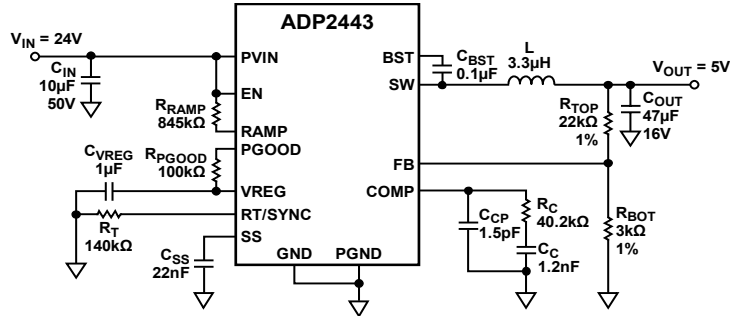 ADP2443
V_IN = 24V
C_IN
10µF
50V
PVIN
EN
R_RAMP
845kΩ
RAMP
PGOOD
R_PGOOD
100kΩ
C_VREG
1µF
VREG
RT/SYNC
R_T
140kΩ
SS
C_SS
22nF
GND
PGND
BST
C_BST
0.1µF
SW
L
3.3µH
V_OUT = 5V
R_TOP
22kΩ
1%
C_OUT
47µF
16V
FB
COMP
C_CP
1.5pF
R_C
40.2kΩ
C_C
1.2nF
R_BOT
3kΩ
1%